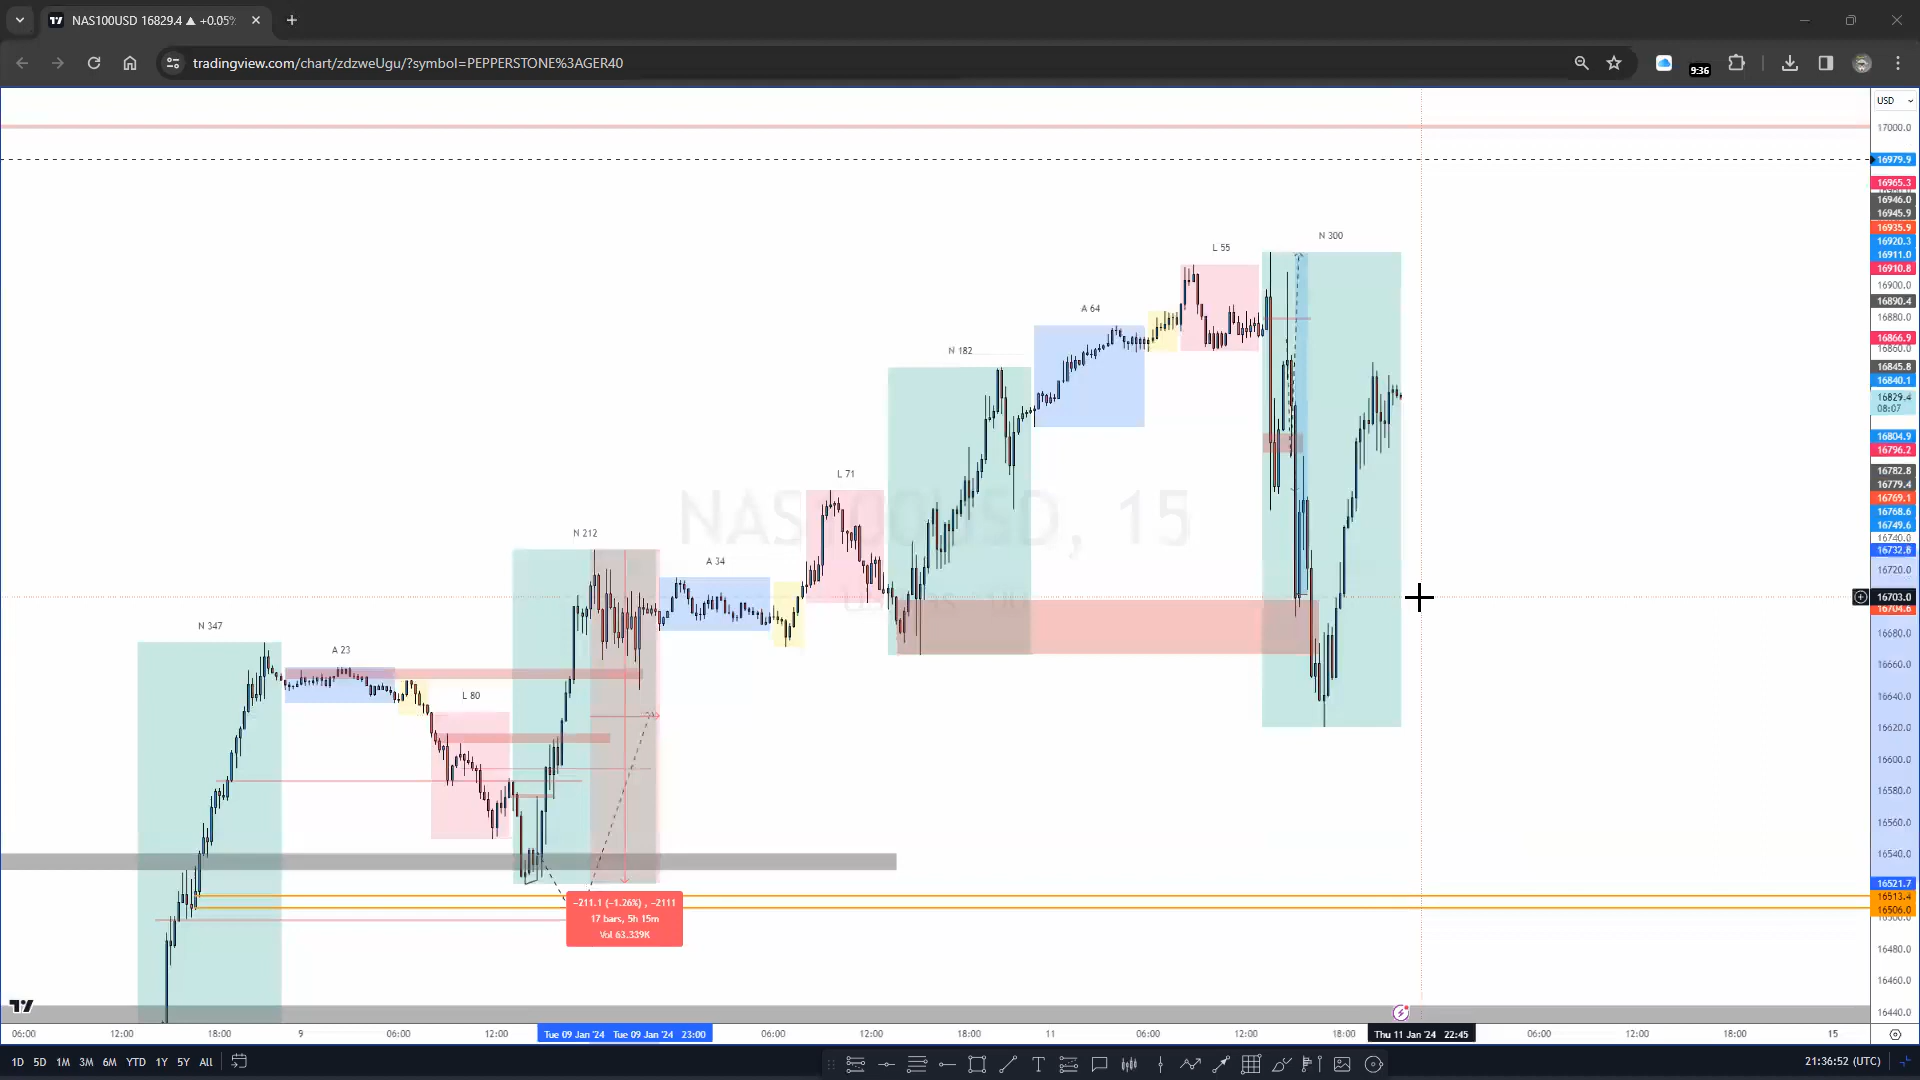 NAS100USD 16829.4 ▲ +0.05%
tradingview.com/chart/zdzweUgu/?symbol=PEPPERSTONE%3AGER40
9:36
USD
17000.0
16979.9
16965.3
16946.0
16945.9
16935.9
16920.3
16911.0
16910.8
16900.0
16890.4
16880.0
16866.9
16860.0
16845.8
16840.1
16829.4
08:07
16804.9
16796.2
16782.8
16779.4
16769.1
16768.6
16749.6
16740.0
16732.8
16720.0
16703.0
16704.6
16680.0
16660.0
16640.0
16620.0
16600.0
16580.0
16560.0
16540.0
16521.7
16513.4
16506.0
16480.0
16460.0
16440.0
N 300
L 55
A 64
N 182
L 71
N 212
A 34
N 347
A 23
L 80
NAS100USD, 15
-211.1 (-1.26%) , -2111
17 bars, 5h 15m
Vol 63.339K
06:00 12:00 18:00 9 06:00 12:00 Tue 09 Jan '24 Tue 09 Jan '24 23:00 06:00 12:00 18:00 11 06:00 12:00 18:00 Thu 11 Jan '24 22:45 06:00 12:00 18:00 15
1D 5D 1M 3M 6M YTD 1Y 5Y All
21:36:52 (UTC)